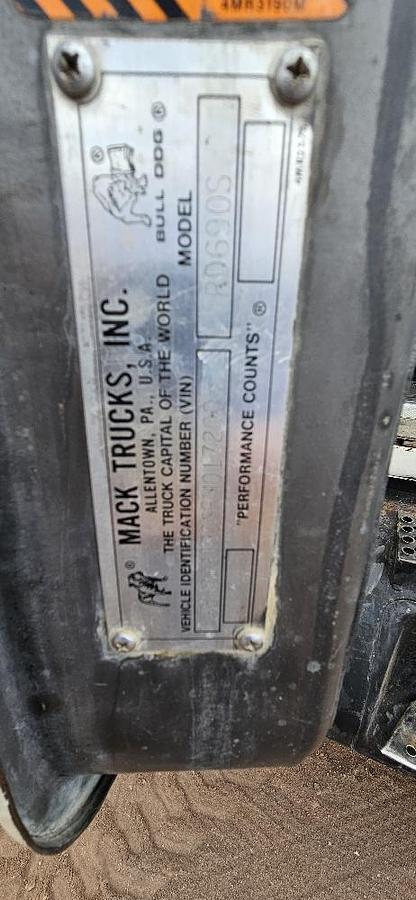 4MR3190M
MACK TRUCKS, INC.
ALLENTOWN, PA., U.S.A.
THE TRUCK CAPITAL OF THE WORLD
BULL DOG ®
VEHICLE IDENTIFICATION NUMBER (VIN)
MODEL
RD690S
"PERFORMANCE COUNTS" ®